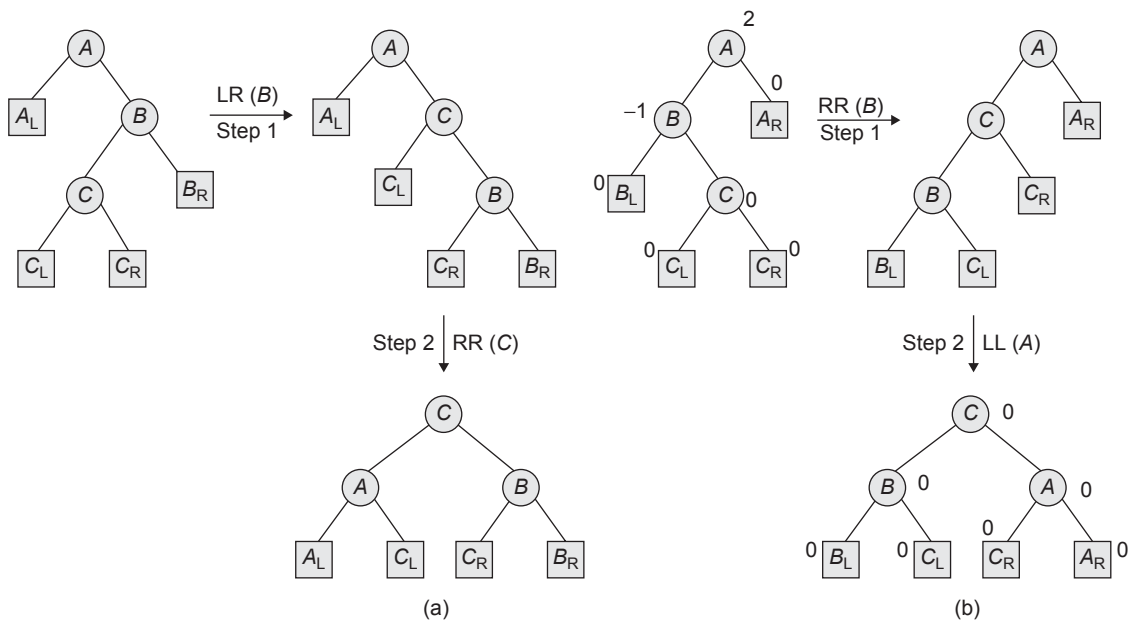 A
A_L
B
C
B_R
C_L
C_R
LR (B)
Step 1
A
A_L
C
C_L
B
C_R
B_R
Step 2 RR (C)
C
A
B
A_L
C_L
C_R
B_R
(a)
2
A
0
–1
B
A_R
0
B_L
C
0
0
C_L
C_R
0
RR (B)
Step 1
A
C
A_R
B
C_R
B_L
C_L
Step 2 LL (A)
C
0
B
0
A
0
0
B_L
0
C_L
0
C_R
A_R
0
(b)